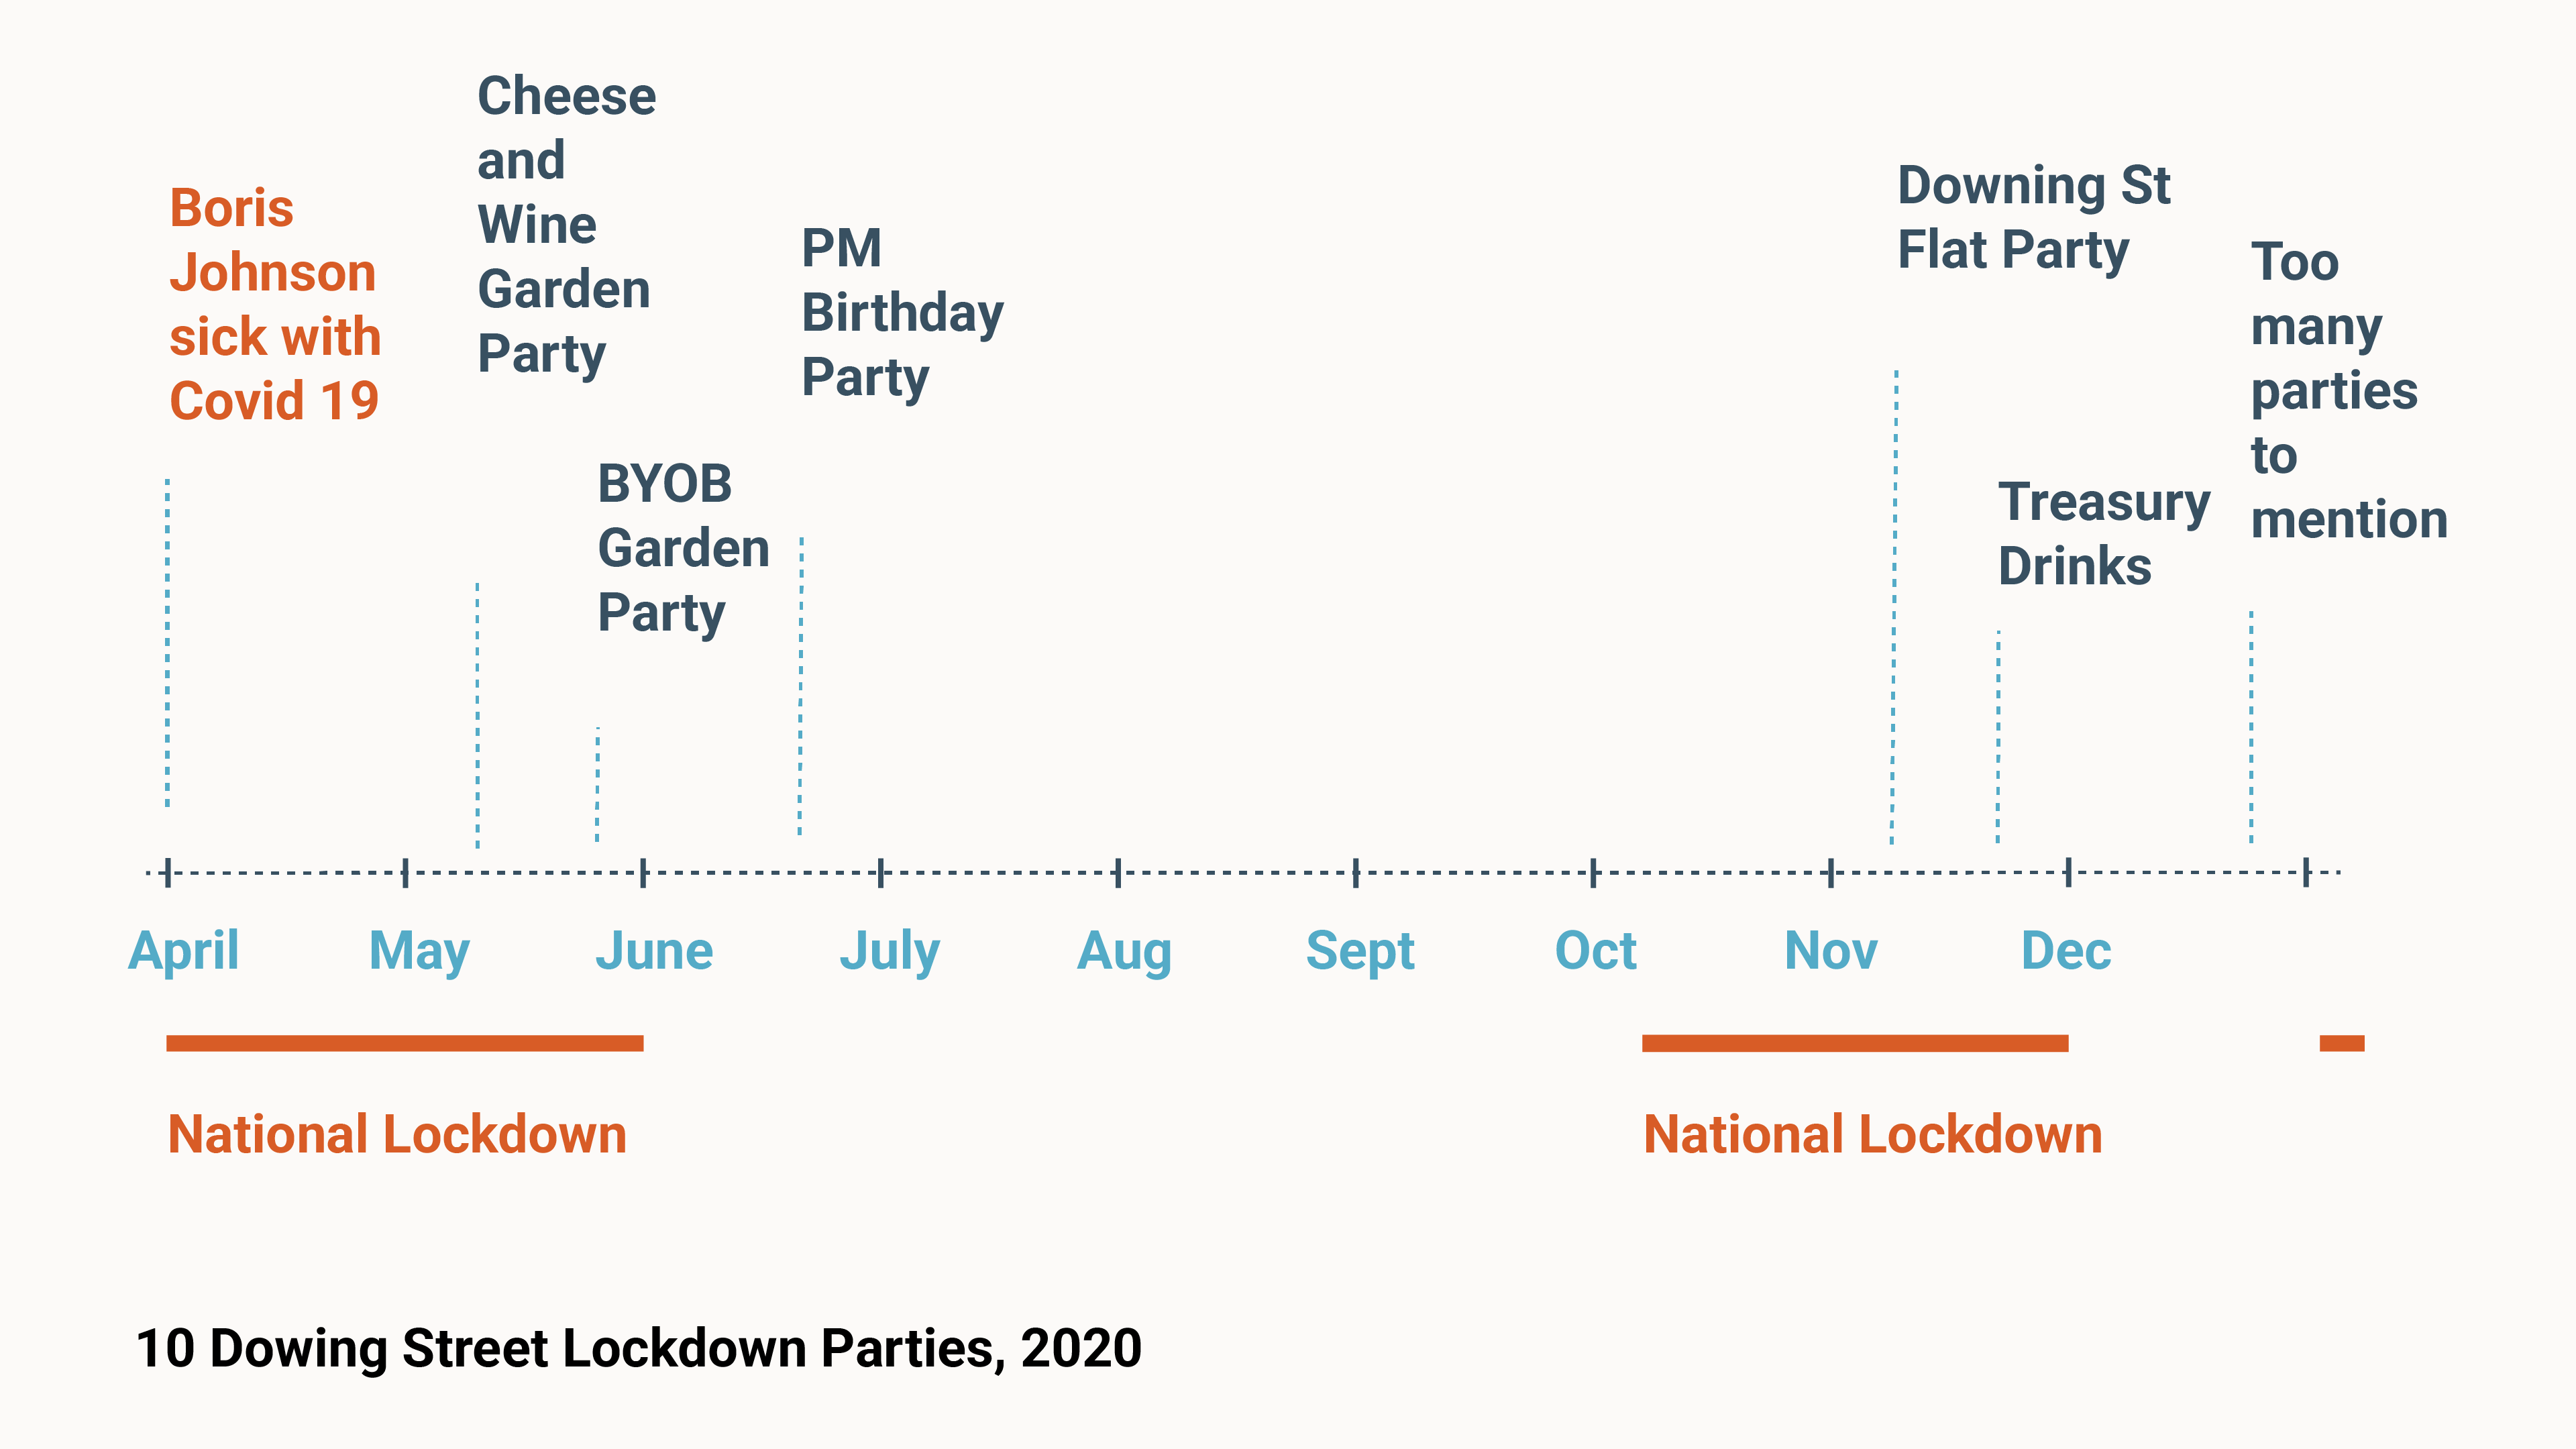 Cheese
and
Wine
Garden
Party
Boris
Johnson
sick with
Covid 19
PM
Birthday
Party
BYOB
Garden
Party
Downing St
Flat Party
Too
many
parties
to
mention
Treasury
Drinks
April May June July Aug Sept Oct Nov Dec
National Lockdown
National Lockdown
10 Dowing Street Lockdown Parties, 2020